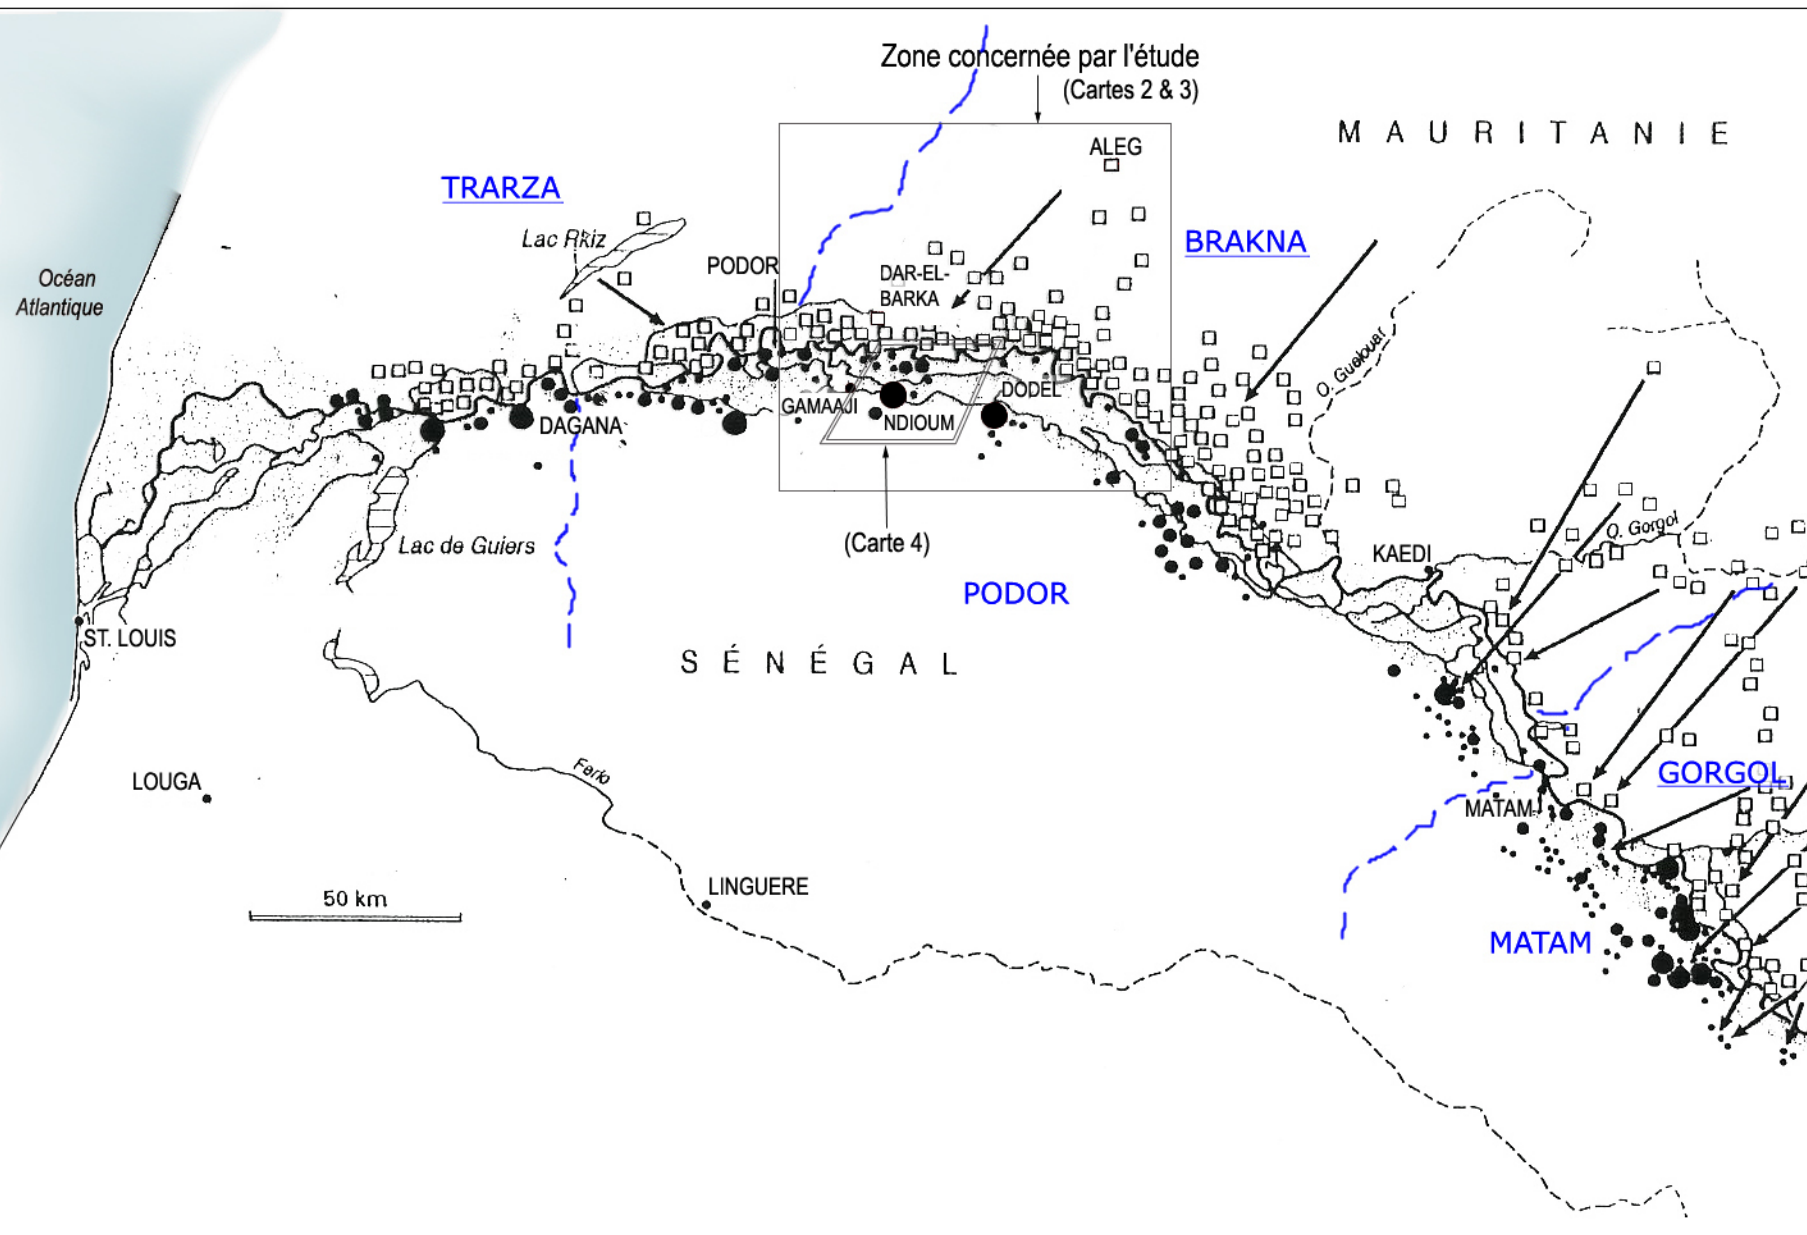 Zone concernée par l'étude
(Cartes 2 & 3)
MAURITANIE
ALEG
TRARZA
Lac Rkiz
BRAKNA
PODOR
DAR-EL-
BARKA
Océan
Atlantique
O. Guelouar
DODEL
GAMAAJI
NDIOUM
DAGANA
Lac de Guiers
(Carte 4)
O. Gorgol
KAEDI
PODOR
ST. LOUIS
SÉNÉGAL
LOUGA
Ferlo
GORGOL
MATAM
LINGUERE
50 km
MATAM